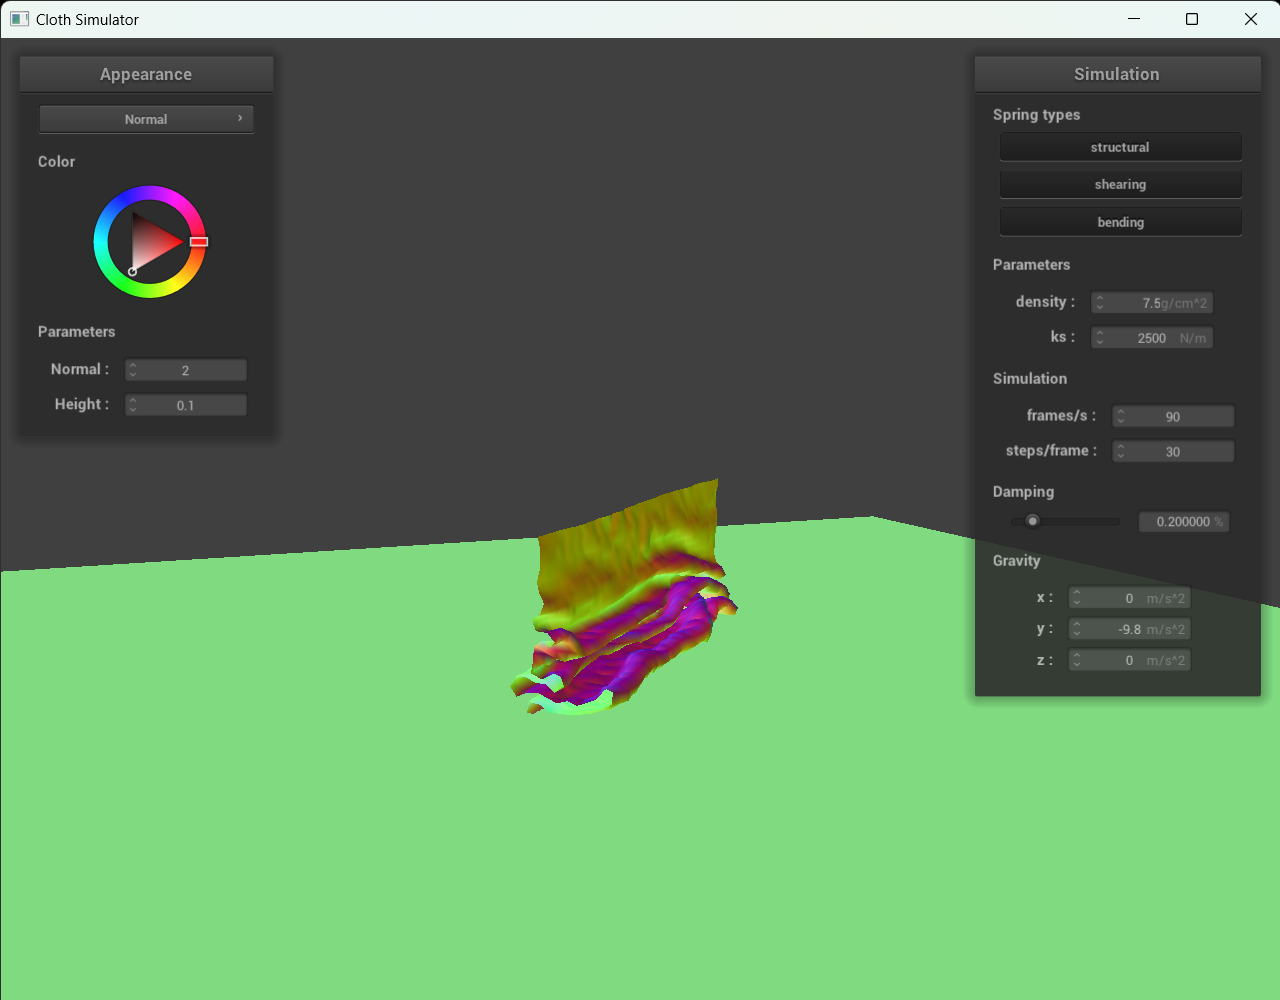 Cloth Simulator
Appearance
Normal
Color
Parameters
Normal :
2
Height :
0.1
Simulation
Spring types
structural
shearing
bending
Parameters
density :
7.5g/cm^2
ks :
2500 N/m
Simulation
frames/s :
90
steps/frame :
30
Damping
0.200000 %
Gravity
x :
0 m/s^2
y :
-9.8 m/s^2
z :
0 m/s^2